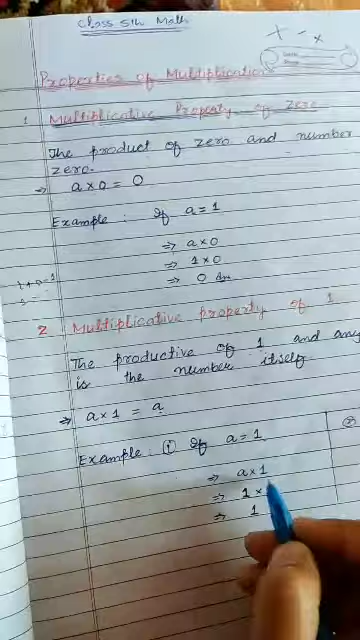 Class 5th Math
+ - ×
Properties of Multiplication
1 Multiplicative Property of Zero
The product of zero and number
zero.
⇒ a × 0 = 0
Example : If a = 1
⇒ a × 0
⇒ 1 × 0
⇒ 0 Ans
2 Multiplicative property of 1
The productive of 1 and any
is the number itself
⇒ a × 1 = a
Example : ① If a = 1
⇒ a × 1
⇒ 1 ×
⇒ 1